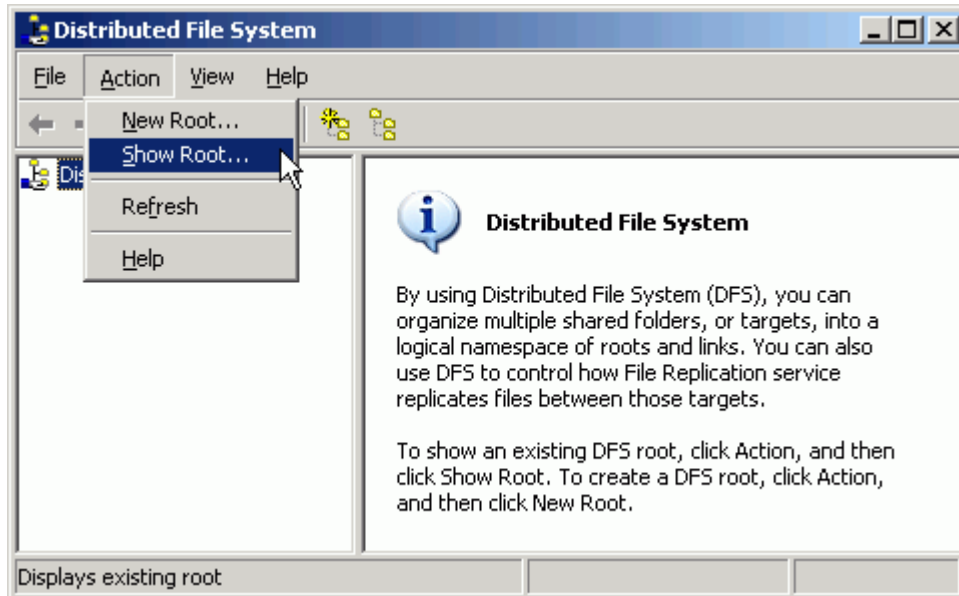 Distributed File System
File Action View Help
New Root...
Show Root...
Refresh
Help
Distributed File System
By using Distributed File System (DFS), you can
organize multiple shared folders, or targets, into a
logical namespace of roots and links. You can also
use DFS to control how File Replication service
replicates files between those targets.
To show an existing DFS root, click Action, and then
click Show Root. To create a DFS root, click Action,
and then click New Root.
Displays existing root